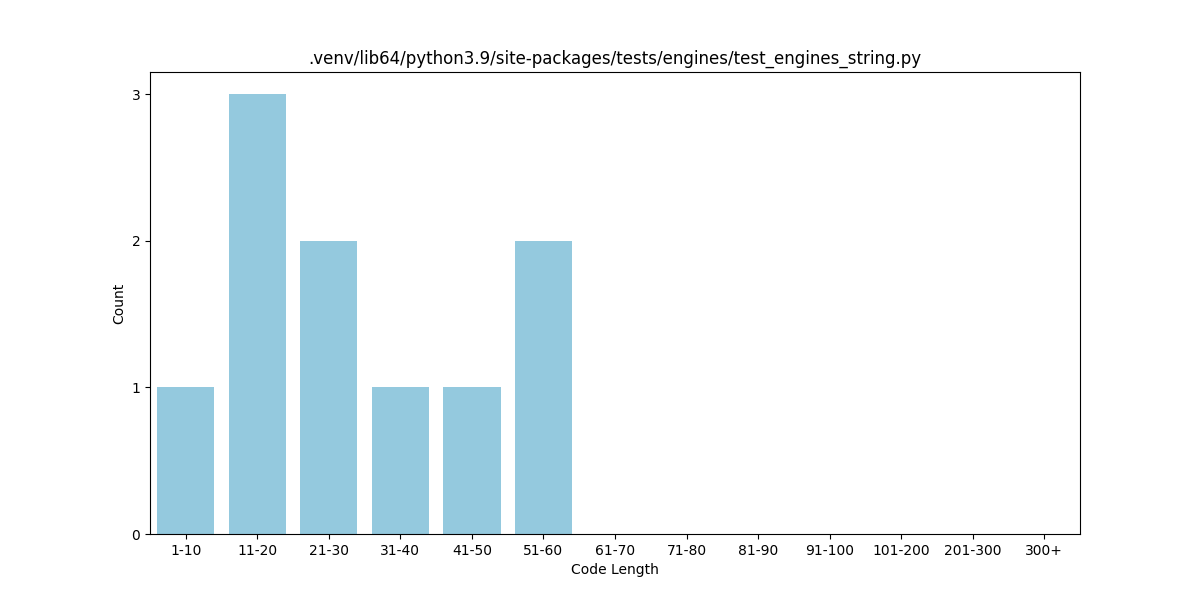 .venv/lib64/python3.9/site-packages/tests/engines/test_engines_string.py
3
2
1
0
Count
1-10 11-20 21-30 31-40 41-50 51-60 61-70 71-80 81-90 91-100 101-200 201-300 300+
Code Length